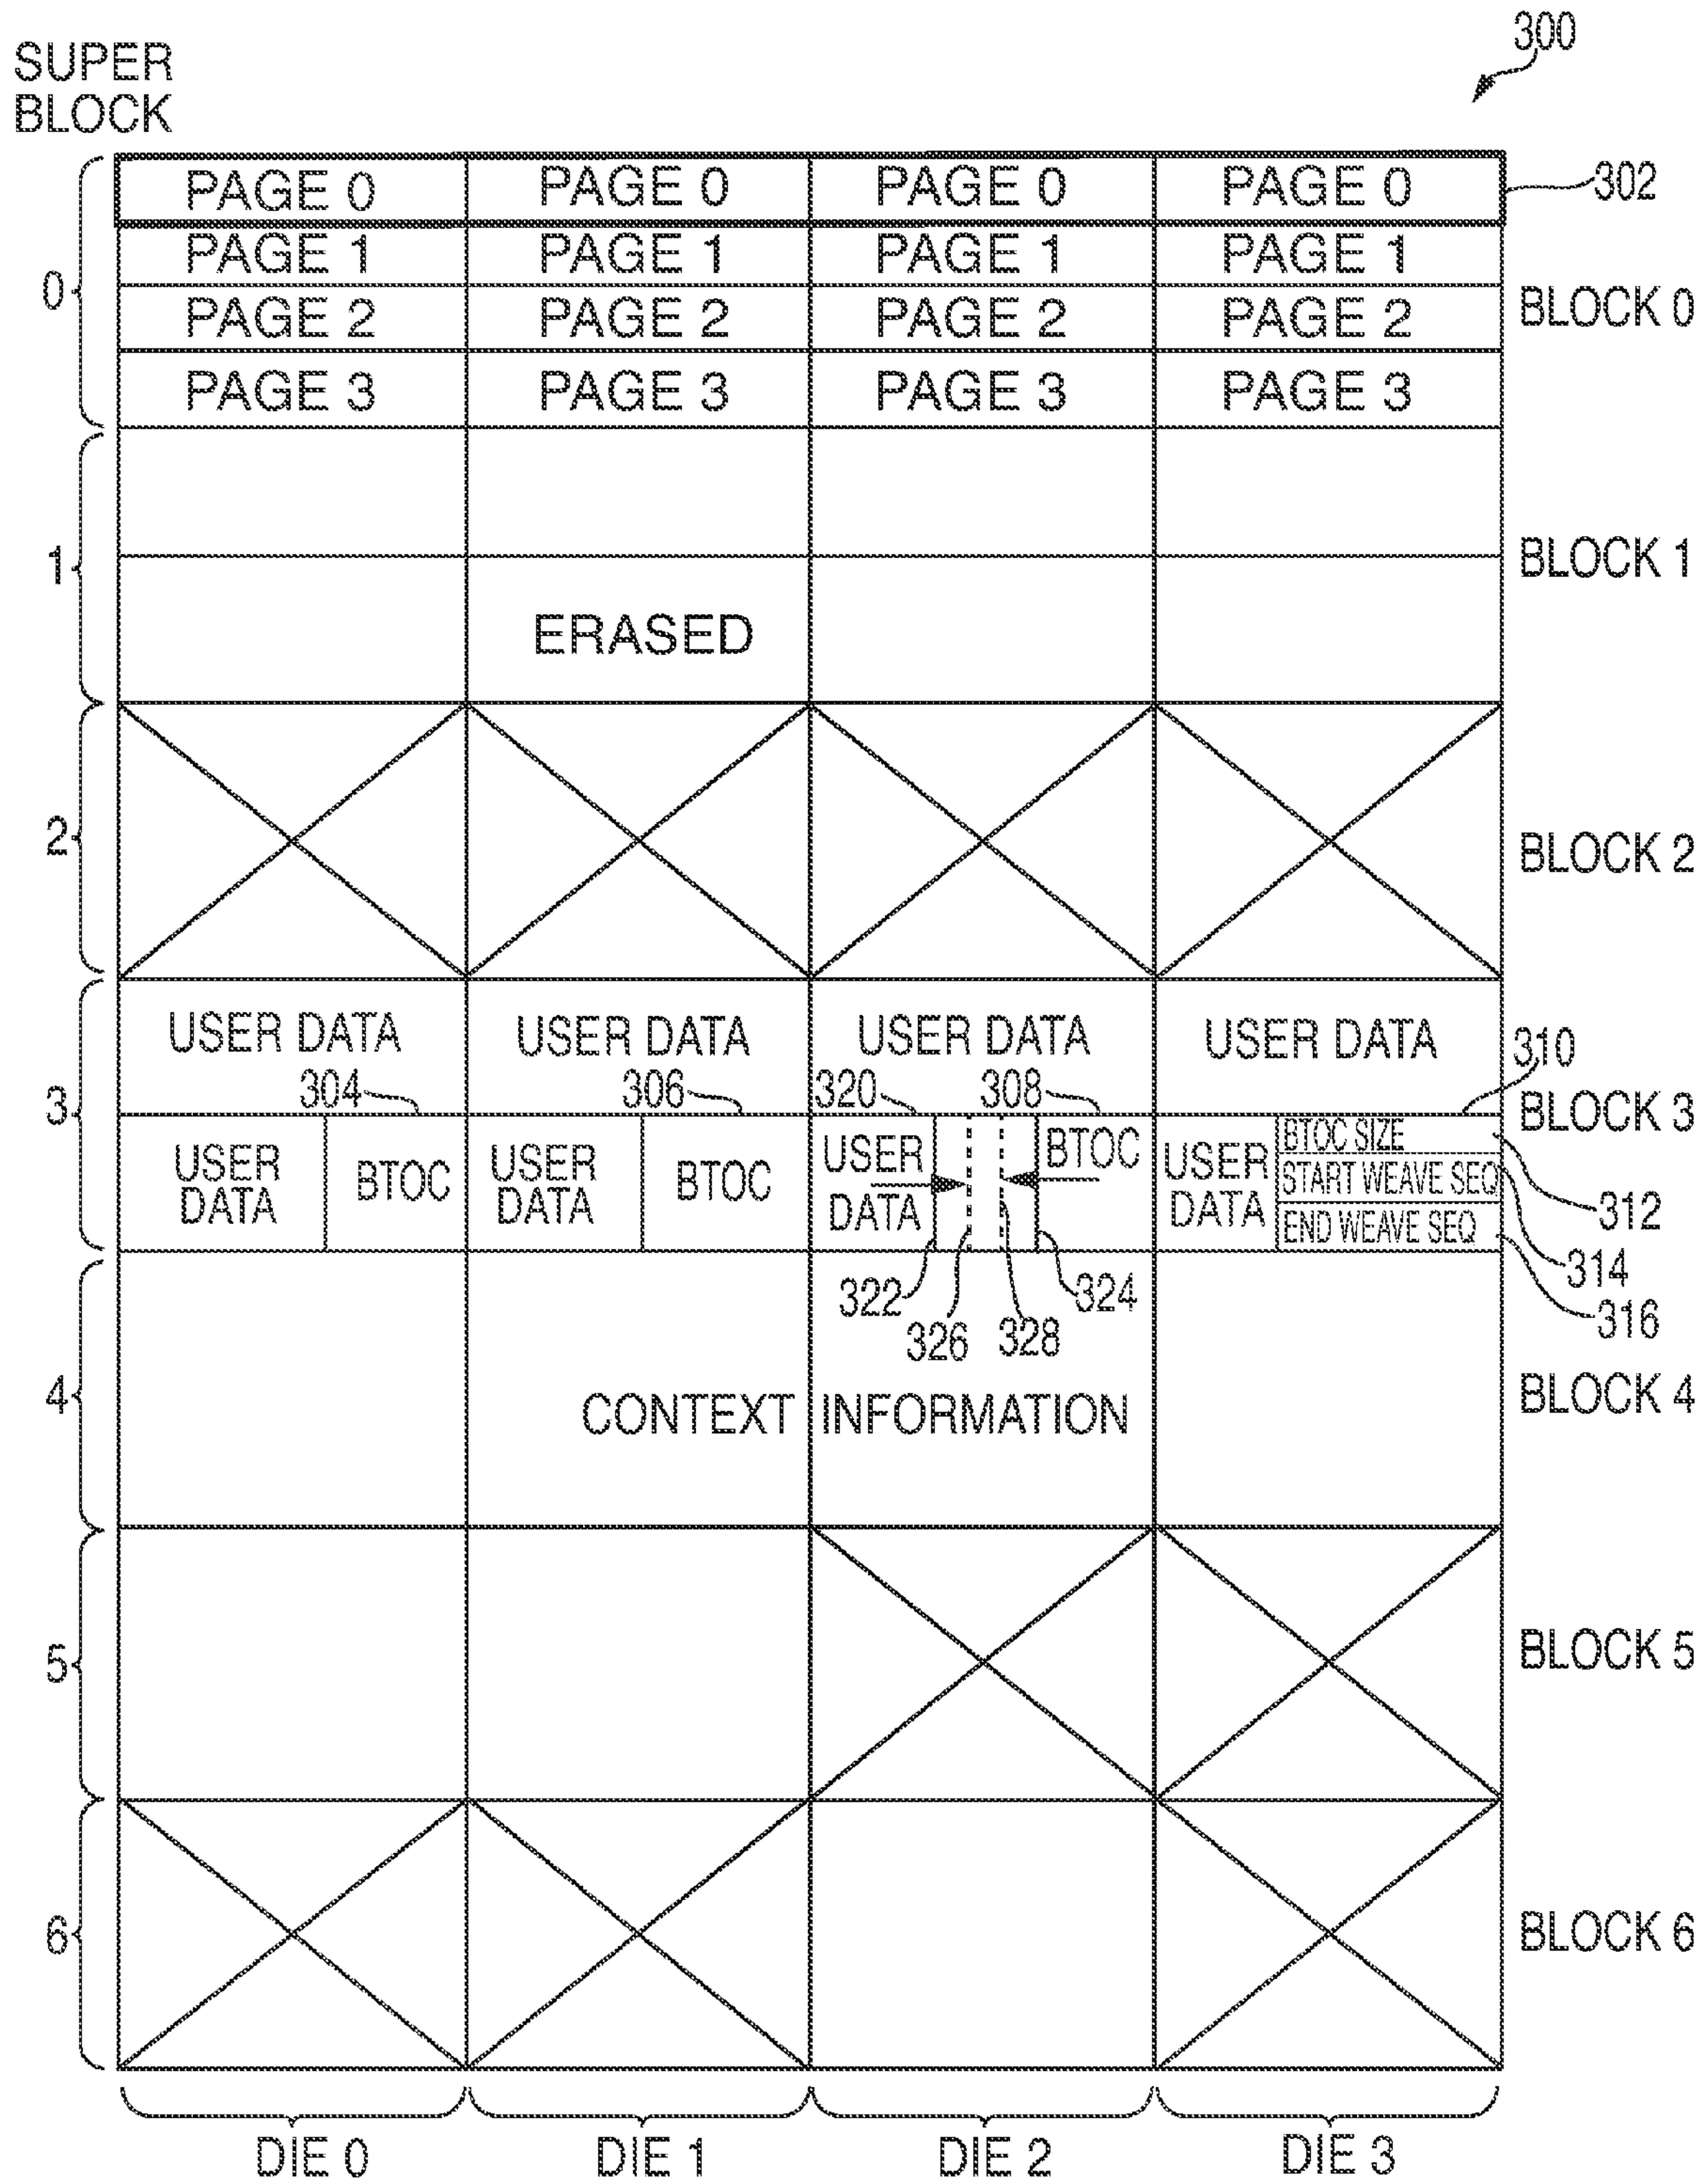 300
SUPER
BLOCK
PAGE 0 PAGE 0 PAGE 0 PAGE 0 302
PAGE 1 PAGE 1 PAGE 1 PAGE 1
0 PAGE 2 PAGE 2 PAGE 2 PAGE 2 BLOCK 0
PAGE 3 PAGE 3 PAGE 3 PAGE 3
1 BLOCK 1
ERASED
2 BLOCK 2
USER DATA USER DATA USER DATA USER DATA 310
304 306 320 308
3 BLOCK 3
USER DATA BTOC USER DATA BTOC USER DATA BTOC USER DATA BTOC SIZE
START WEAVE SEQ 312
END WEAVE SEQ
314
322 324
316
326 328
4 CONTEXT INFORMATION BLOCK 4
5 BLOCK 5
6 BLOCK 6
DIE 0 DIE 1 DIE 2 DIE 3